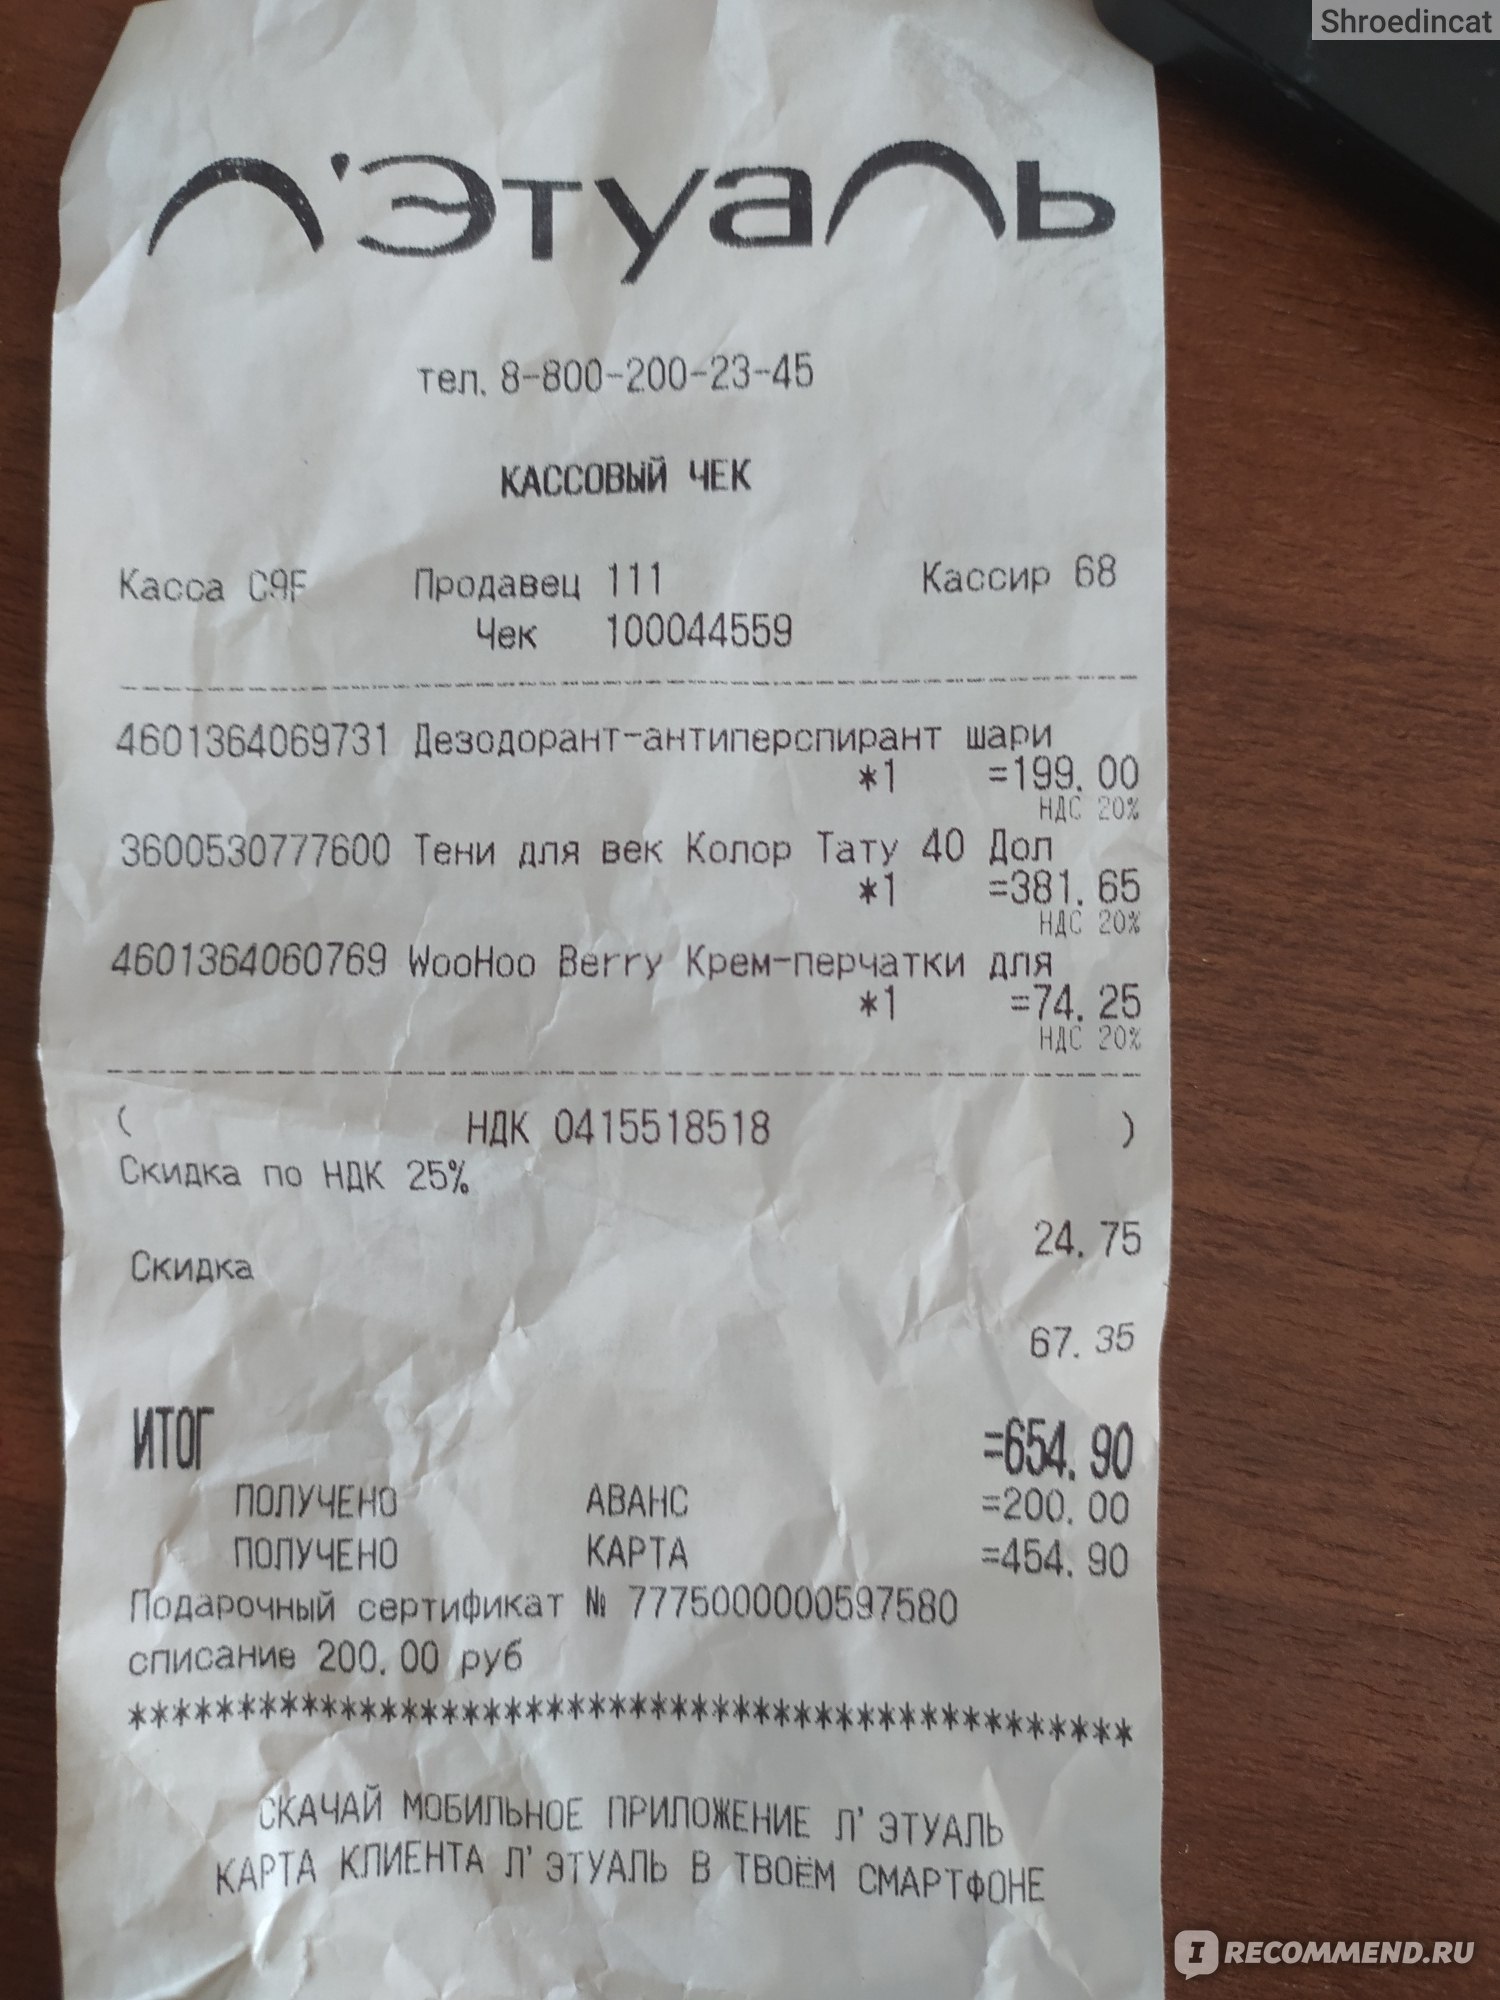 Shroedincat
Л'Этуаль
тел. 8-800-200-23-45
КАССОВЫЙ ЧЕК
Касса C9F Продавец 111 Кассир 68
Чек 100044559
4601364069731 Дезодорант-антиперспирант шари
*1 =199.00
НДС 20%
3600530777600 Тени для век Колор Тату 40 Дол
*1 =381.65
НДС 20%
4601364060769 WooHoo Berry Крем-перчатки для
*1 =74.25
НДС 20%
( НДК 0415518518 )
Скидка по НДК 25%
24.75
Скидка
67.35
ИТОГ =654.90
ПОЛУЧЕНО АВАНС =200.00
ПОЛУЧЕНО КАРТА =454.90
Подарочный сертификат № 7775000000597580
списание 200.00 руб
************************************************
СКАЧАЙ МОБИЛЬНОЕ ПРИЛОЖЕНИЕ Л'ЭТУАЛЬ
КАРТА КЛИЕНТА Л'ЭТУАЛЬ В ТВОЁМ СМАРТФОНЕ
I RECOMMEND.RU